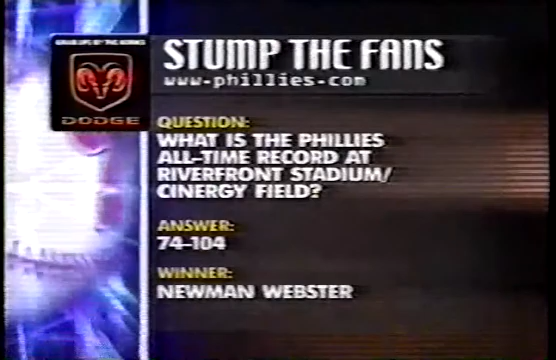 STUMP THE FANS
www.phillies.com
DODGE
QUESTION:
WHAT IS THE PHILLIES
ALL-TIME RECORD AT
RIVERFRONT STADIUM/
CINERGY FIELD?
ANSWER:
74-104
WINNER:
NEWMAN WEBSTER